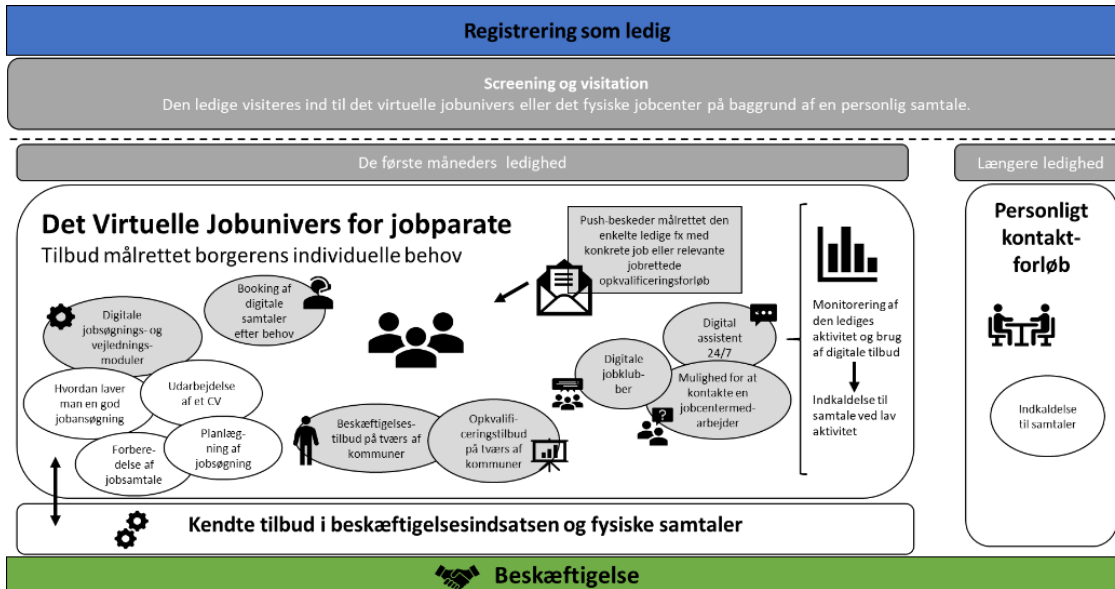 Registrering som ledig
Screening og visitation
Den ledige visiteres ind til det virtuelle jobunivers eller det fysiske jobcenter på baggrund af en personlig samtale.
De første måneders ledighed
Længere ledighed
Det Virtuelle Jobunivers for jobparate
Tilbud målrettet borgerens individuelle behov
Push-beskeder målrettet den
enkelte ledige fx med
konkrete job eller relevante
jobrettede
opkvalificeringsforløb
Booking af
digitale
samtaler
efter behov
Digitale
jobsøgnings- og
vejlednings-
moduler
Hvordan laver
man en god
jobansøgning
Udarbejdelse
af et CV
Forbere-
delse af
jobsamtale
Planlæg-
ning af
jobsøgning
Beskæftigelses-
tilbud på tværs af
kommuner
Opkvalifi-
ceringstilbud
på tværs af
kommuner
Digitale
jobklub-
ber
Digital
assistent
24/7
Mulighed for at
kontakte en
jobcentermed-
arbejder
?
Monitorering af
den lediges
aktivitet og brug
af digitale tilbud
Indkaldelse til
samtale ved lav
aktivitet
Personligt
kontakt-
forløb
Indkaldelse
til samtaler
Kendte tilbud i beskæftigelsesindsatsen og fysiske samtaler
Beskæftigelse